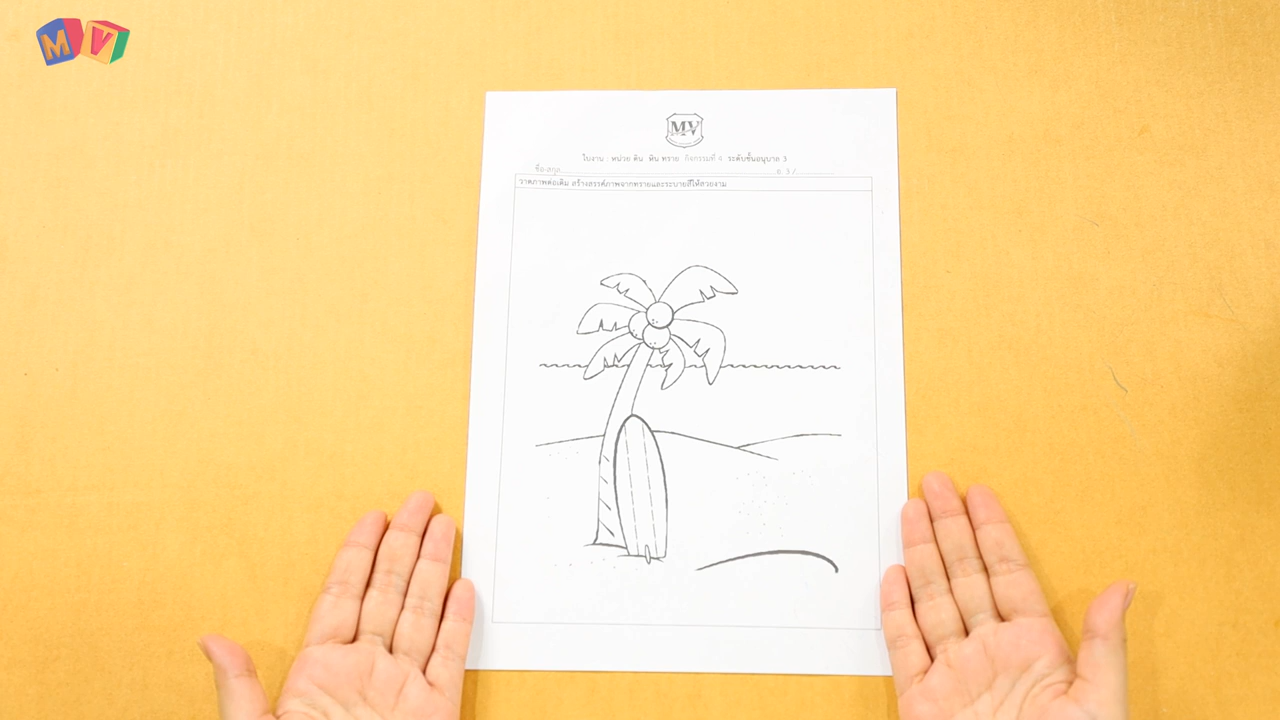 MV
MV
ใบงาน : หน่วย ดิน หิน ทราย กิจกรรมที่ ๔ ระดับชั้นอนุบาล 3
ชื่อ-สกุล อ 3 /
วาดภาพต่อเติม สร้างสรรค์ภาพจากทรายและระบายสีให้สวยงาม